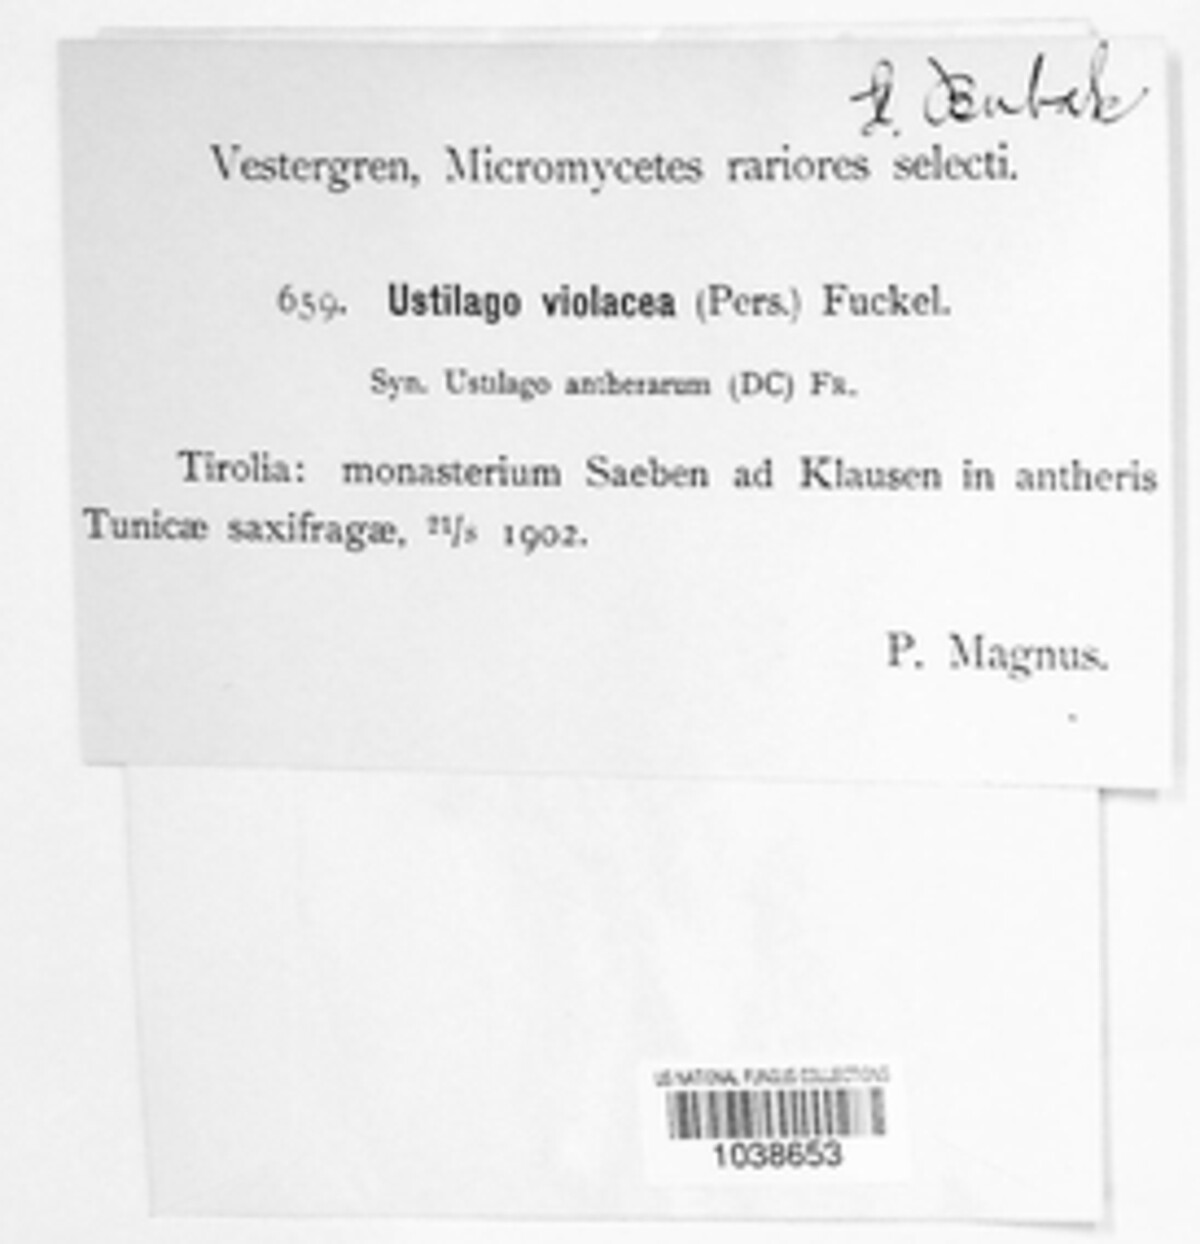 Vestergren, Micromycetes rariores selecti.
659. Ustilago violacea (Pers.) Fuckel.
Syn. Ustilago antherarum (DC) Fr.
Tirolia: monasterium Saeben ad Klausen in antheris
Tunicæ saxifragæ, 21/8 1902.
P. Magnus.
US NATIONAL FUNGUS COLLECTIONS
1038653